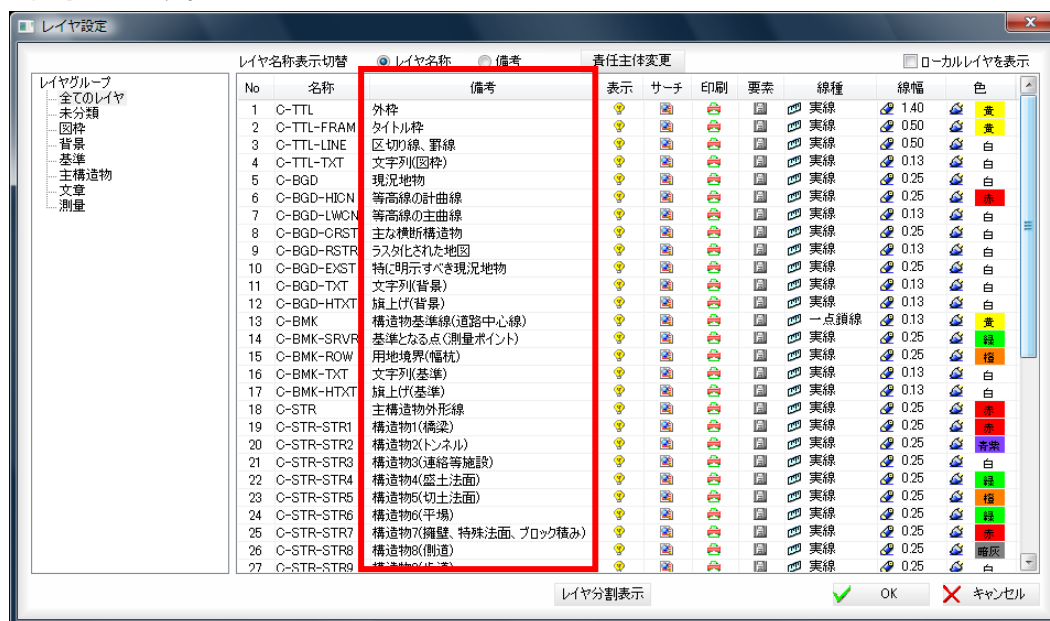 レイヤ設定
レイヤ名称表示切替 レイヤ名称 備考 責任主体変更 ローカルレイヤを表示
レイヤグループ
全てのレイヤ
未分類
図枠
背景
基準
主構造物
文章
測量
No 名称 備考 表示 サーチ 印刷 要素 線種 線幅 色
1 C-TTL 外枠 実線 1.40 黄
2 C-TTL-FRAM タイトル枠 実線 0.50 黄
3 C-TTL-LINE 区切り線、罫線 実線 0.50 白
4 C-TTL-TXT 文字列(図枠) 実線 0.13 白
5 C-BGD 現況地物 実線 0.25 白
6 C-BGD-HICN 等高線の計曲線 実線 0.25 赤
7 C-BGD-LWCN 等高線の主曲線 実線 0.13 白
8 C-BGD-CRST 主な横断構造物 実線 0.25 白
9 C-BGD-RSTR ラスタ化された地図 実線 0.13 白
10 C-BGD-EXST 特に明示すべき現況地物 実線 0.25 白
11 C-BGD-TXT 文字列(背景) 実線 0.13 白
12 C-BGD-HTXT 旗上げ(背景) 実線 0.13 白
13 C-BMK 構造物基準線(道路中心線) 一点鎖線 0.13 黄
14 C-BMK-SRVR 基準となる点(測量ポイント) 実線 0.25 緑
15 C-BMK-ROW 用地境界(幅杭) 実線 0.25 橙
16 C-BMK-TXT 文字列(基準) 実線 0.13 白
17 C-BMK-HTXT 旗上げ(基準) 実線 0.13 白
18 C-STR 主構造物外形線 実線 0.25 赤
19 C-STR-STR1 構造物1(橋梁) 実線 0.25 赤
20 C-STR-STR2 構造物2(トンネル) 実線 0.25 青紫
21 C-STR-STR3 構造物3(連絡等施設) 実線 0.25 白
22 C-STR-STR4 構造物4(盛土法面) 実線 0.25 緑
23 C-STR-STR5 構造物5(切土法面) 実線 0.25 橙
24 C-STR-STR6 構造物6(平場) 実線 0.25 緑
25 C-STR-STR7 構造物7(擁壁、特殊法面、ブロック積み) 実線 0.25 赤
26 C-STR-STR8 構造物8(側道) 実線 0.25 暗灰
27 C-STR-STR9 構造物9(歩道) 実線 0.25 白
レイヤ分割表示 OK キャンセル